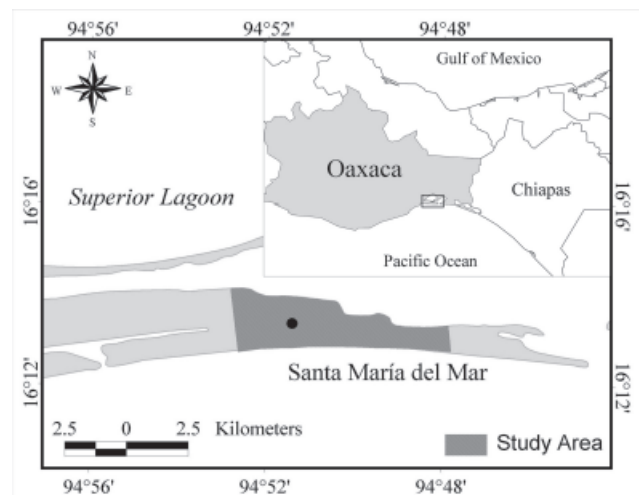 94°56' 94°52' 94°48'
N
W E
S
Gulf of Mexico
Oaxaca
Chiapas
Pacific Ocean
16°16' 16°16'
Superior Lagoon
Santa María del Mar
16°12' 16°12'
2.5 0 2.5 Kilometers
Study Area
94°56' 94°52' 94°48'